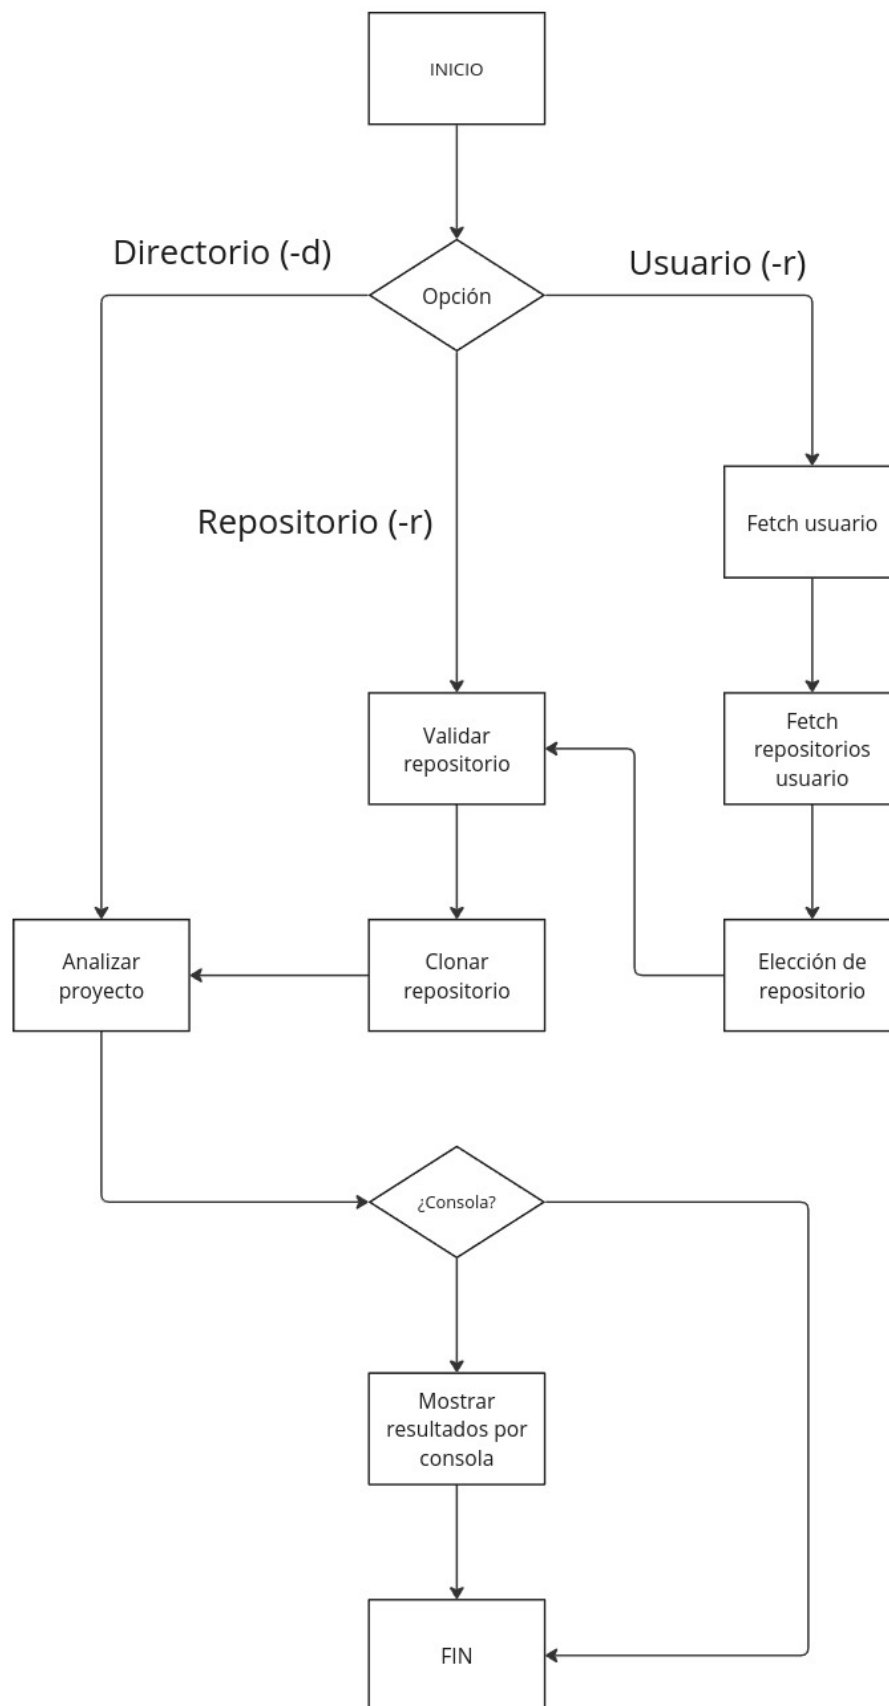 INICIO
Directorio (-d)
Usuario (-r)
Opción
Repositorio (-r)
Fetch usuario
Validar
repositorio
Fetch
repositorios
usuario
Analizar
proyecto
Clonar
repositorio
Elección de
repositorio
¿Consola?
Mostrar
resultados por
consola
FIN